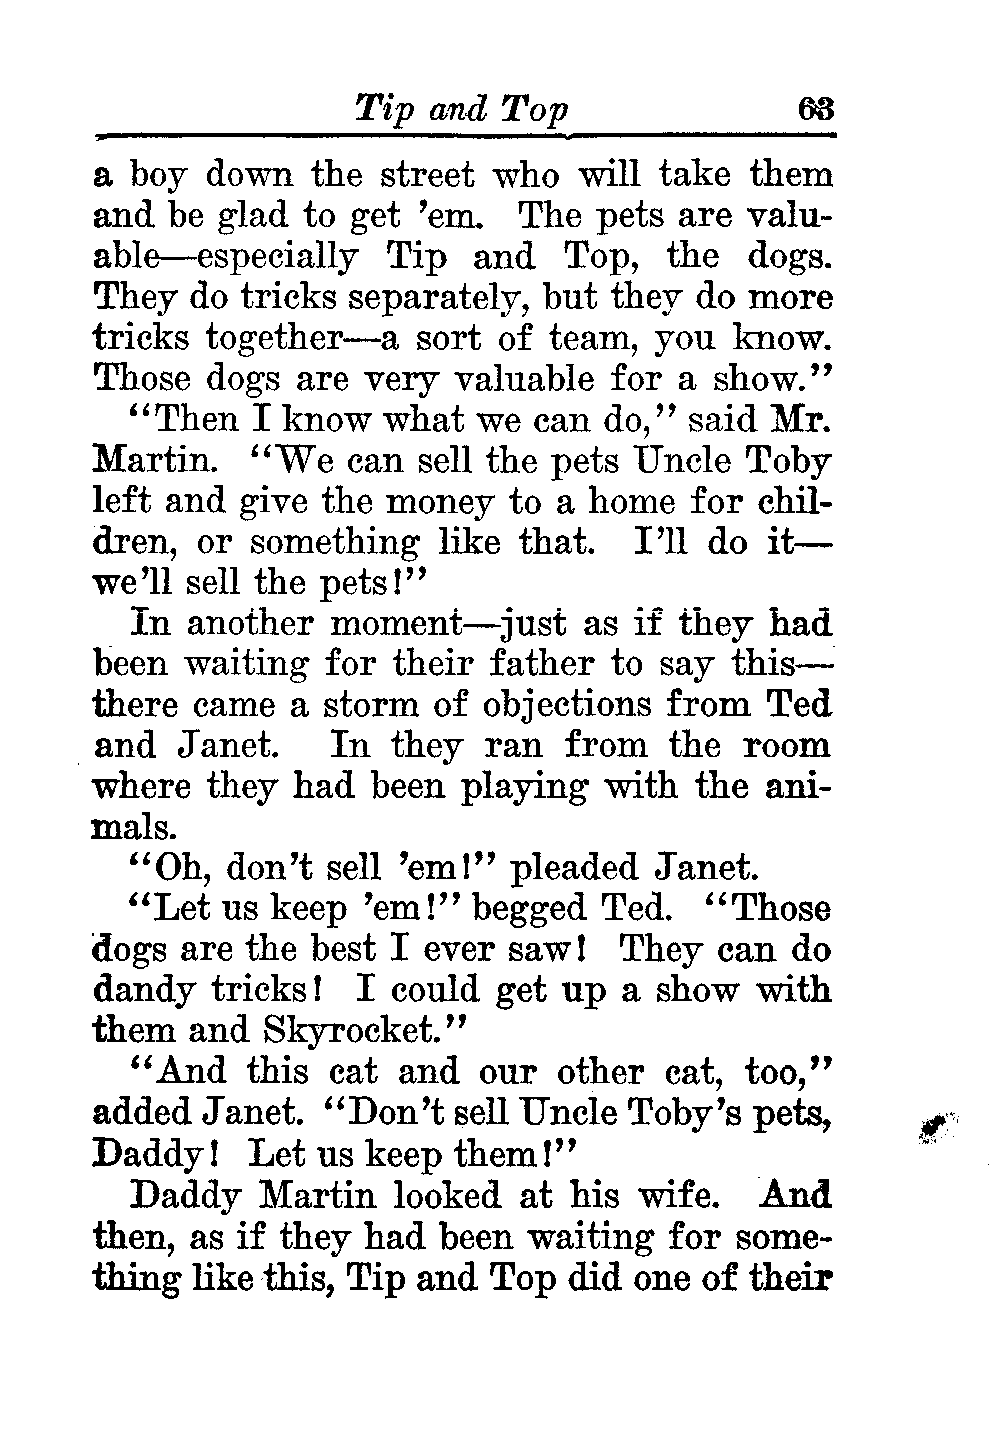 Tip and Top 63
a boy down the street who will take them
and be glad to get 'em. The pets are valu-
able—especially Tip and Top, the dogs.
They do tricks separately, but they do more
tricks together—a sort of team, you know.
Those dogs are very valuable for a show."
"Then I know what we can do," said Mr.
Martin. "We can sell the pets Uncle Toby
left and give the money to a home for chil-
dren, or something like that. I'll do it—
we'll sell the pets!"
In another moment—just as if they had
been waiting for their father to say this—
there came a storm of objections from Ted
and Janet. In they ran from the room
where they had been playing with the ani-
mals.
"Oh, don't sell 'em!" pleaded Janet.
"Let us keep 'em!" begged Ted. "Those
dogs are the best I ever saw! They can do
dandy tricks! I could get up a show with
them and Skyrocket."
"And this cat and our other cat, too,"
added Janet. "Don't sell Uncle Toby's pets,
Daddy! Let us keep them!"
Daddy Martin looked at his wife. And
then, as if they had been waiting for some-
thing like this, Tip and Top did one of their